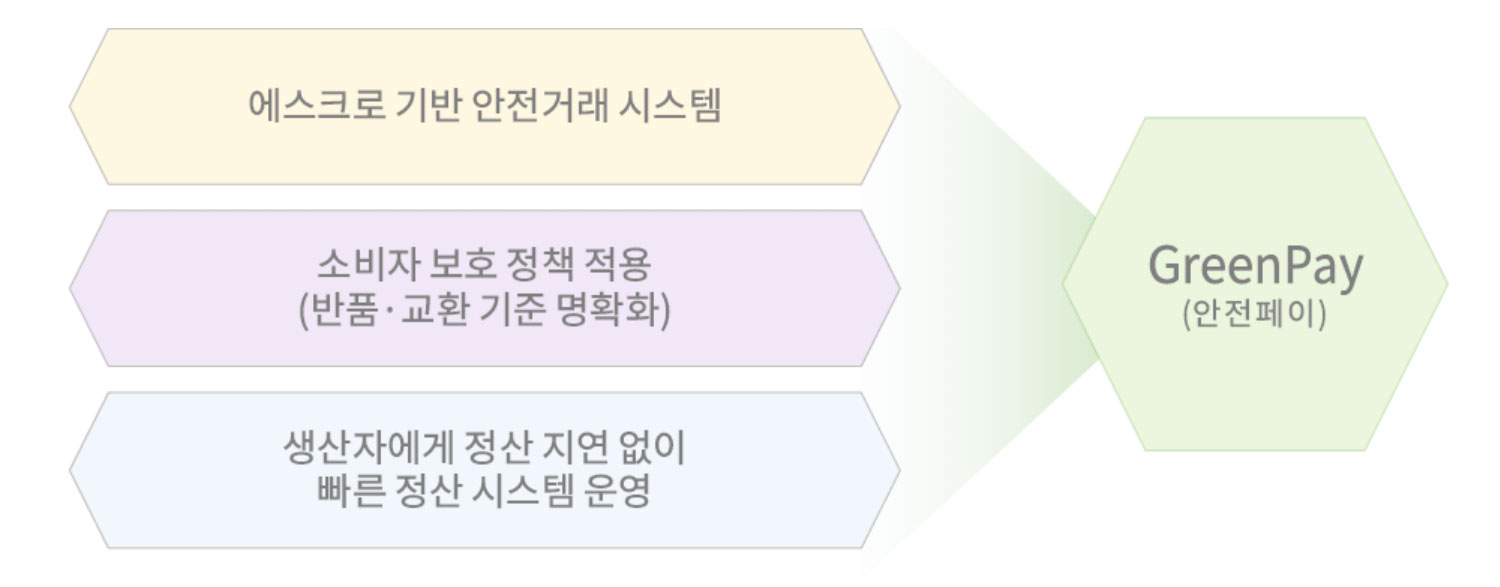 에스크로 기반 안전거래 시스템
소비자 보호 정책 적용
(반품·교환 기준 명확화)
생산자에게 정산 지연 없이
빠른 정산 시스템 운영
GreenPay
(안전페이)